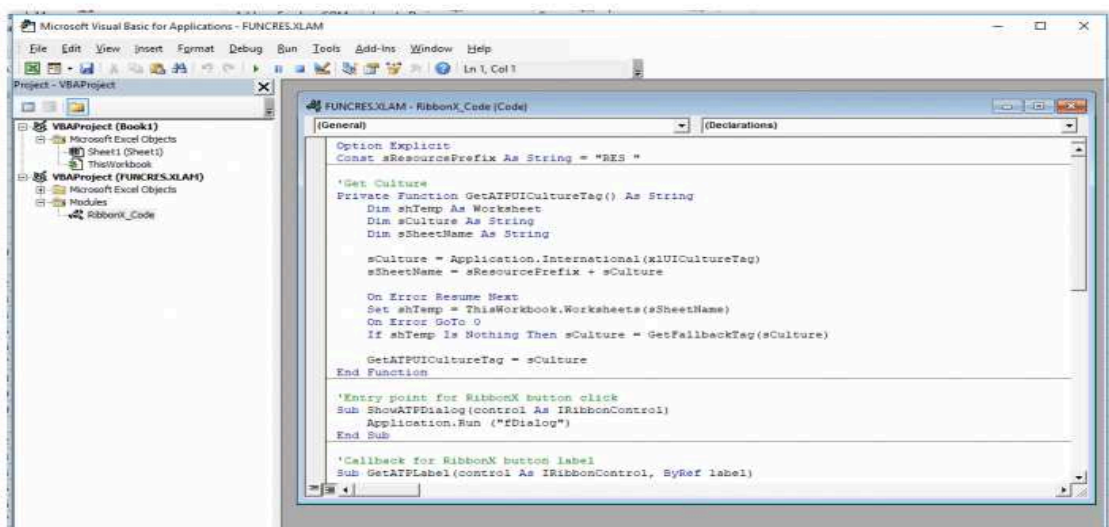 Microsoft Visual Basic for Applications - FUNCRES.XLAM
File Edit View Insert Format Debug Run Tools Add-Ins Window Help
Ln 1, Col 1
Project - VBAProject
VBAProject (Book1)
Microsoft Excel Objects
Sheet1 (Sheet1)
ThisWorkbook
VBAProject (FUNCRES.XLAM)
Microsoft Excel Objects
Modules
RibbonX_Code
FUNCRES.XLAM - RibbonX_Code (Code)
(General) (Declarations)
Option Explicit
Const sResourcePrefix As String = "RES_"
'Get Culture
Private Function GetATPUICultureTag() As String
Dim shTemp As Worksheet
Dim sCulture As String
Dim sSheetName As String
sCulture = Application.International(xlUICultureTag)
sSheetName = sResourcePrefix + sCulture
On Error Resume Next
Set shTemp = ThisWorkbook.Worksheets(sSheetName)
On Error GoTo 0
If shTemp Is Nothing Then sCulture = GetFallbackTag(sCulture)
GetATPUICultureTag = sCulture
End Function
'Entry point for RibbonX button click
Sub ShowATPDialog(control As IRibbonControl)
Application.Run ("fDialog")
End Sub
'Callback for RibbonX button label
Sub GetATPLabel(control As IRibbonControl, ByRef label)